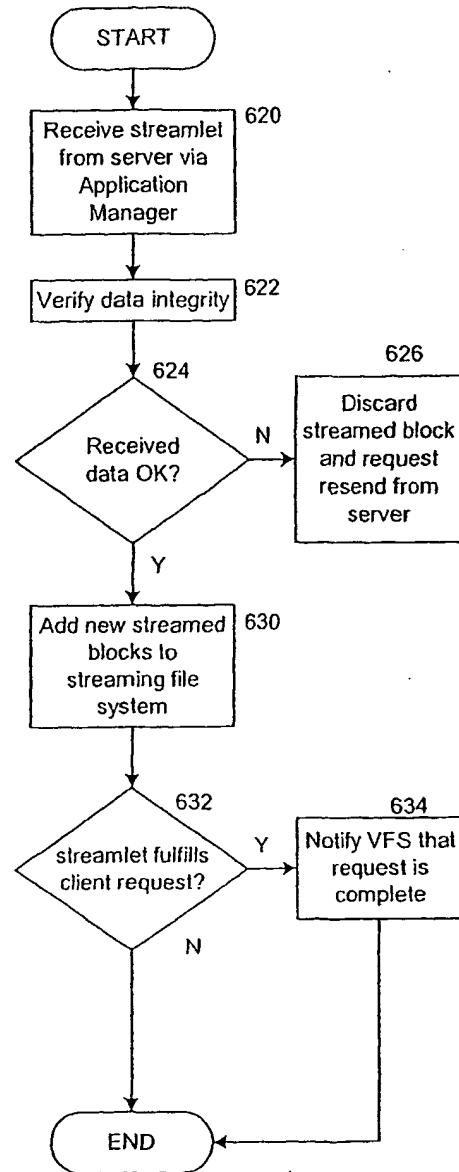 START
620
Receive streamlet
from server via
Application
Manager
Verify data integrity
622
624
626
Received
data OK?
N
Discard
streamed block
and request
resend from
server
Y
Add new streamed
blocks to
streaming file
system
630
632
634
streamlet fulfills
client request?
Y
Notify VFS that
request is
complete
N
END